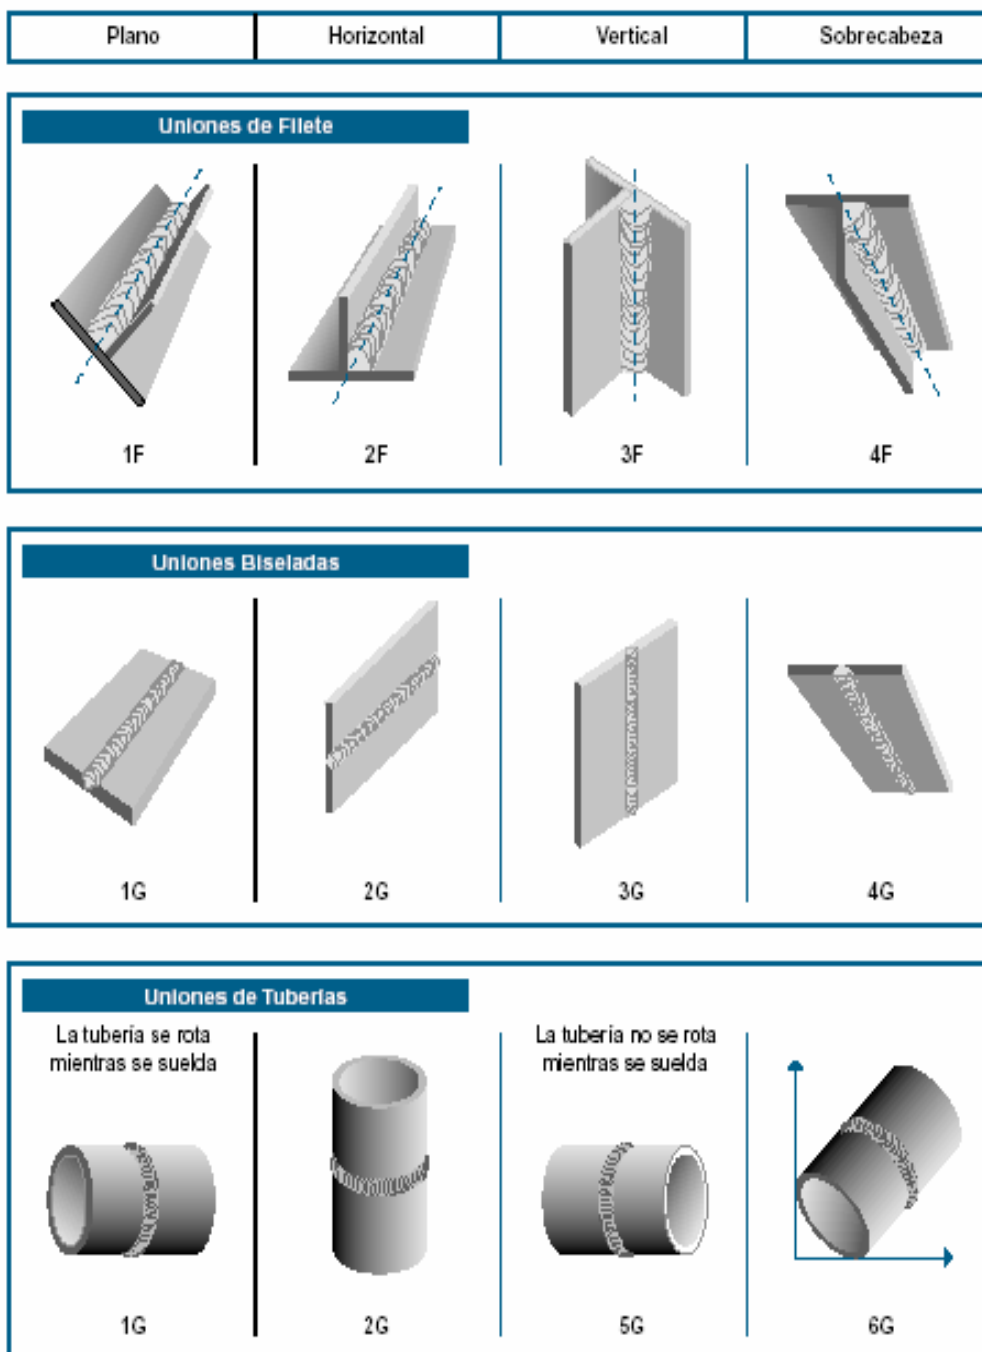 Plano
Horizontal
Vertical
Sobrecabeza
Uniones de Filete
1F
2F
3F
4F
Uniones Biseladas
1G
2G
3G
4G
Uniones de Tuberías
La tubería se rota
mientras se suelda
La tubería no se rota
mientras se suelda
1G
2G
5G
6G